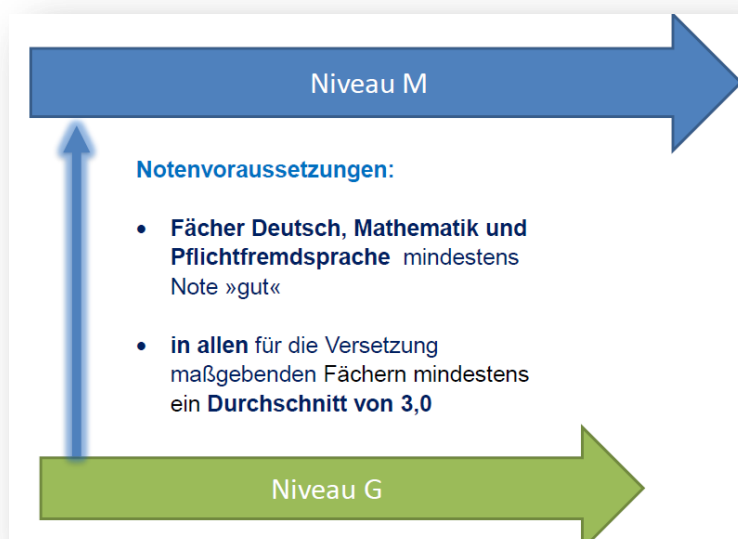 Niveau M
Notenvoraussetzungen:
• Fächer Deutsch, Mathematik und
Pflichtfremdsprache mindestens
Note »gut«
• in allen für die Versetzung
maßgebenden Fächern mindestens
ein Durchschnitt von 3,0
Niveau G